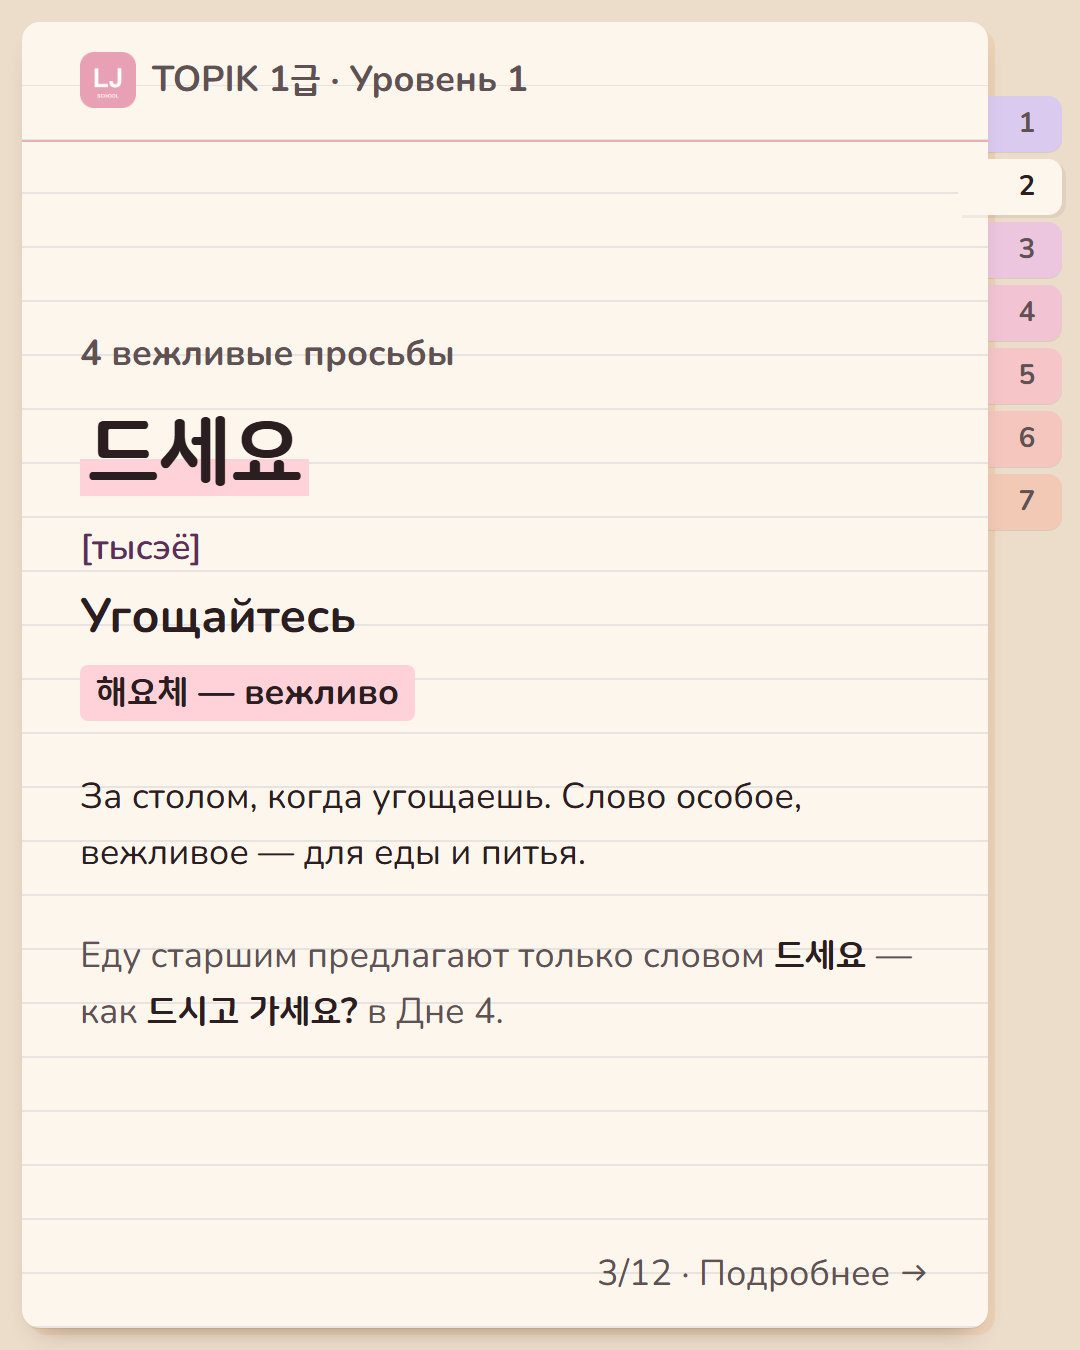 LJ
SCHOOL
TOPIK 1급 · Уровень 1
1
2
3
4
5
6
7
4 вежливые просьбы
드세요
[тысэё]
Угощайтесь
해요체 — вежливо
За столом, когда угощаешь. Слово особое,
вежливое — для еды и питья.
Еду старшим предлагают только словом 드세요 —
как 드시고 가세요? в Дне 4.
3/12 · Подробнее →